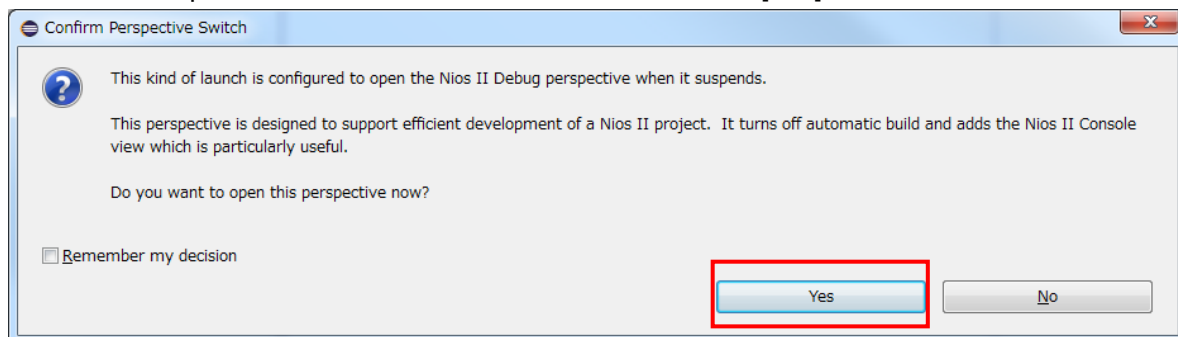 Confirm Perspective Switch
This kind of launch is configured to open the Nios II Debug perspective when it suspends.
This perspective is designed to support efficient development of a Nios II project. It turns off automatic build and adds the Nios II Console
view which is particularly useful.
Do you want to open this perspective now?
Remember my decision
Yes
No